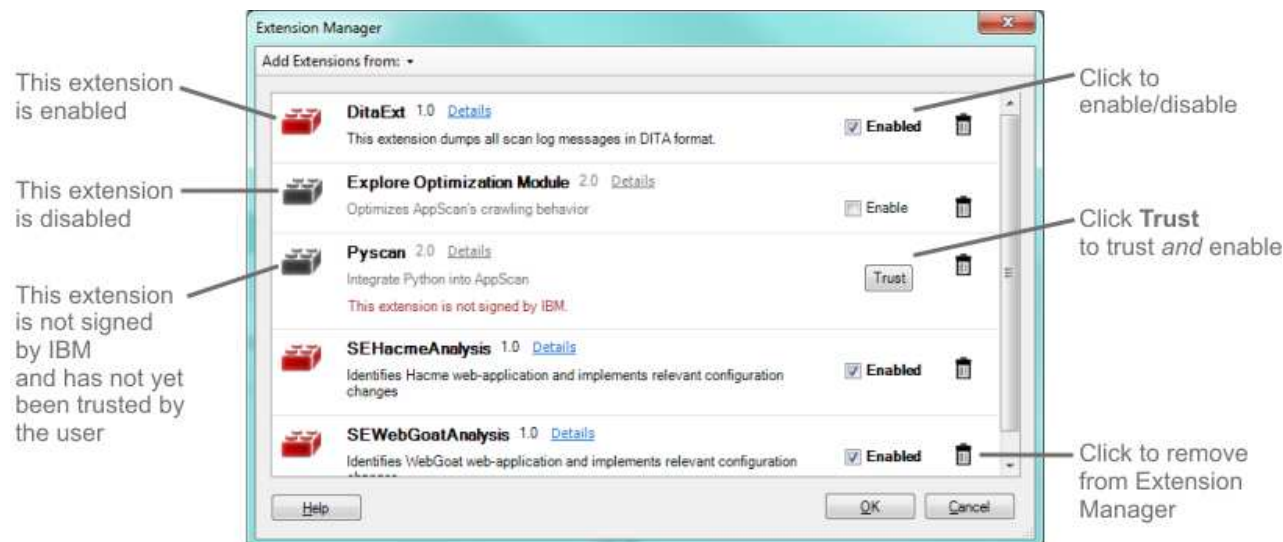 Extension Manager
Add Extensions from:
This extension
is enabled
DitaExt 1.0 Details
This extension dumps all scan log messages in DITA format.
Enabled
Click to
enable/disable
This extension
is disabled
Explore Optimization Module 2.0 Details
Optimizes AppScan's crawling behavior
Enable
Pyscan 2.0 Details
Integrate Python into AppScan
This extension is not signed by IBM.
Trust
Click Trust
to trust and enable
This extension
is not signed
by IBM
and has not yet
been trusted by
the user
SEHacmeAnalysis 1.0 Details
Identifies Hacme web-application and implements relevant configuration
changes
Enabled
SEWebGoatAnalysis 1.0 Details
Identifies WebGoat web-application and implements relevant configuration
Enabled
Click to remove
from Extension
Manager
Help
OK
Cancel